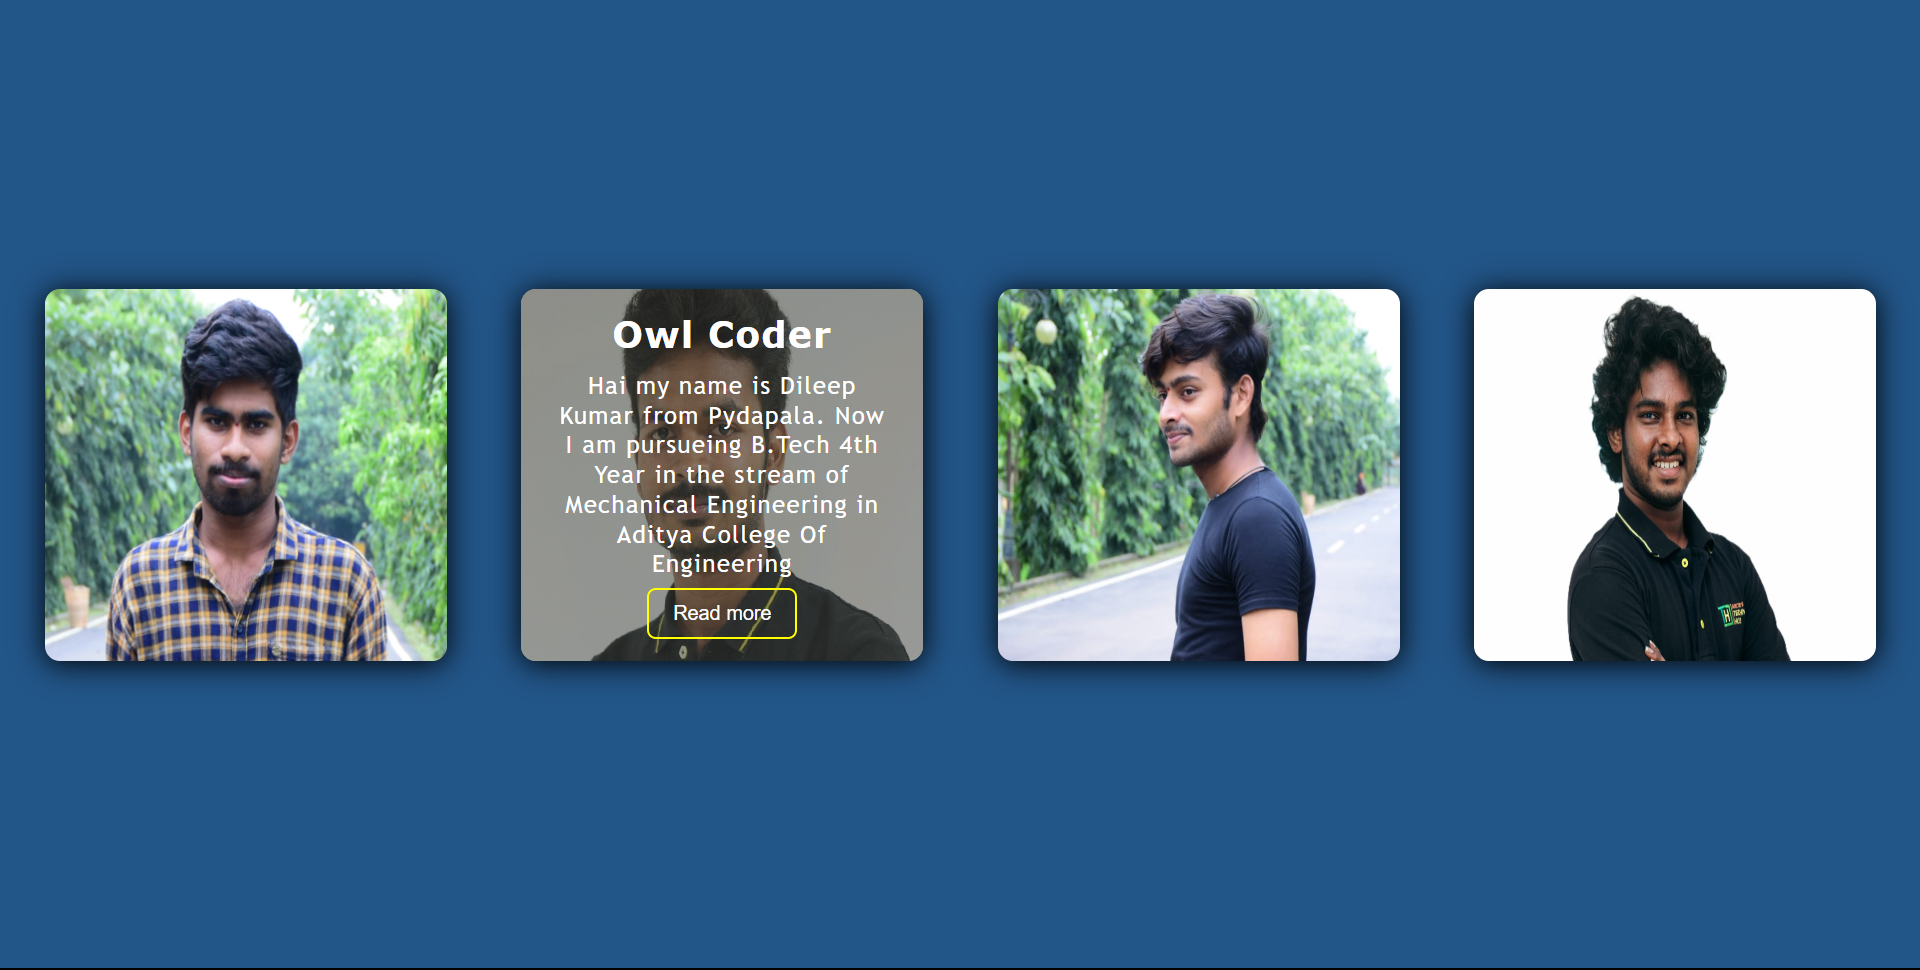 Owl Coder
Hai my name is Dileep
Kumar from Pydapala. Now
I am pursueing B.Tech 4th
Year in the stream of
Mechanical Engineering in
Aditya College Of
Engineering
Read more
H